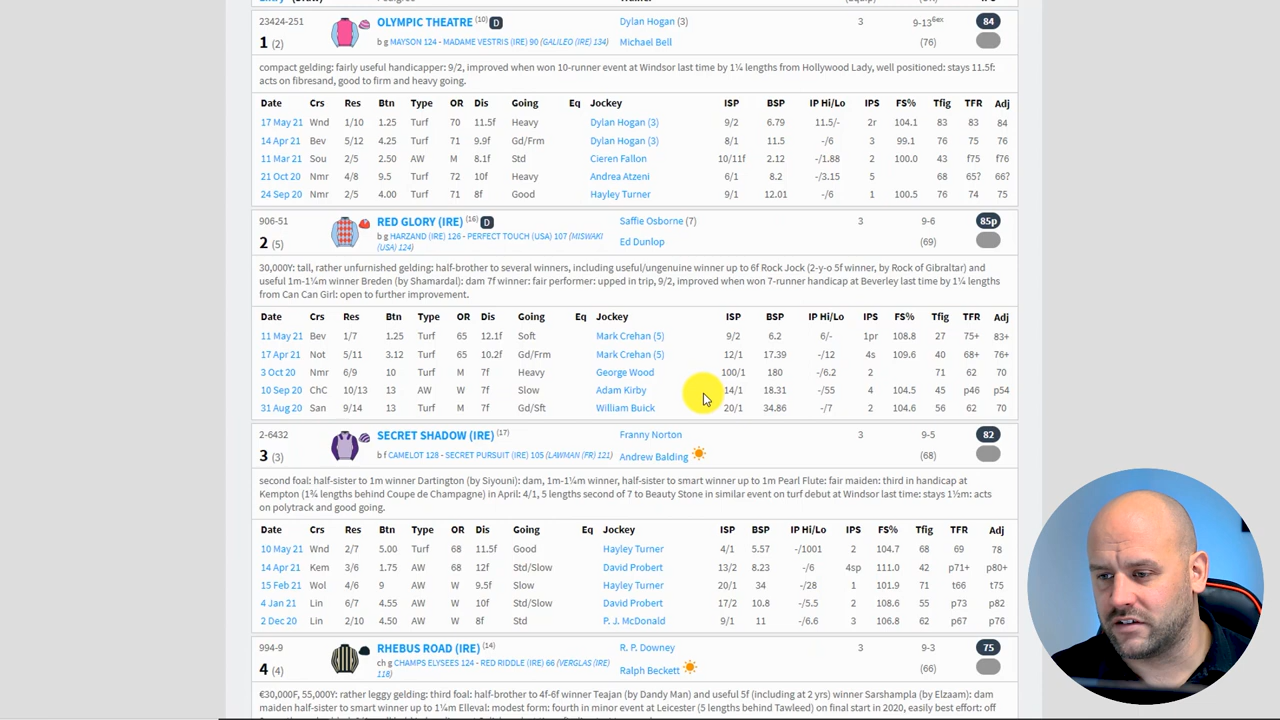 23424-251 OLYMPIC THEATRE (10) D Dylan Hogan (3) 3 9-13 6ex 84
1 (2) b g MAYSON 124 - MADAME VESTRIS (IRE) 90 (GALILEO (IRE) 134) Michael Bell (76)
compact gelding: fairly useful handicapper: 9/2, improved when won 10-runner event at Windsor last time by 1¼ lengths from Hollywood Lady, well positioned: stays 11.5f:
acts on fibresand, good to firm and heavy going.
Date Crs Res Btn Type OR Dis Going Eq Jockey ISP BSP IP Hi/Lo IPS FS% Tfig TFR Adj
17 May 21 Wnd 1/10 1.25 Turf 70 11.5f Heavy Dylan Hogan (3) 9/2 6.79 11.5/- 2r 104.1 83 83 84
14 Apr 21 Bev 5/12 4.25 Turf 71 9.9f Gd/Frm Dylan Hogan (3) 8/1 11.5 -/6 3 99.1 76 75 76
11 Mar 21 Sou 2/5 2.50 AW M 8.1f Std Cieren Fallon 10/11f 2.12 -/1.88 2 100.0 43 f75 f76
21 Oct 20 Nmr 4/8 9.5 Turf 72 10f Heavy Andrea Atzeni 6/1 8.2 -/3.15 5 68 65? 66?
24 Sep 20 Nmr 2/5 4.00 Turf 71 8f Good Hayley Turner 9/1 12.01 -/6 1 100.5 76 74 75
906-51 RED GLORY (IRE) (16) D Saffie Osborne (7) 3 9-6 85p
2 (5) b g HARZAND (IRE) 126 - PERFECT TOUCH (USA) 107 (MISWAKI Ed Dunlop (69)
(USA) 124)
30,000Y: tall, rather unfurnished gelding: half-brother to several winners, including useful/ungenuine winner up to 6f Rock Jock (2-y-o 5f winner, by Rock of Gibraltar) and
useful 1m-1¼m winner Breden (by Shamardal): dam 7f winner: fair performer: upped in trip, 9/2, improved when won 7-runner handicap at Beverley last time by 1¼ lengths
from Can Can Girl: open to further improvement.
Date Crs Res Btn Type OR Dis Going Eq Jockey ISP BSP IP Hi/Lo IPS FS% Tfig TFR Adj
11 May 21 Bev 1/7 1.25 Turf 65 12.1f Soft Mark Crehan (5) 9/2 6.2 6/- 1pr 108.8 27 75+ 83+
17 Apr 21 Not 5/11 3.12 Turf 65 10.2f Gd/Frm Mark Crehan (5) 12/1 17.39 -/12 4s 109.6 40 68+ 76+
3 Oct 20 Nmr 6/9 10 Turf M 7f Heavy George Wood 100/1 180 -/6.2 2 71 62 70
10 Sep 20 ChC 10/13 13 AW W 7f Slow Adam Kirby 14/1 18.31 -/55 4 104.5 45 p46 p54
31 Aug 20 San 9/14 13 Turf M 7f Gd/Sft William Buick 20/1 34.86 -/7 2 104.6 56 62 70
2-6432 SECRET SHADOW (IRE) (17) Franny Norton 3 9-5 82
3 (3) b f CAMELOT 128 - SECRET PURSUIT (IRE) 105 (LAWMAN (FR) 121) Andrew Balding (68)
second foal: half-sister to 1m winner Dartington (by Siyouni): dam, 1m-1¼m winner, half-sister to smart winner up to 1m Pearl Flute: fair maiden: third in handicap at
Kempton (1¾ lengths behind Coupe de Champagne) in April: 4/1, 5 lengths second of 7 to Beauty Stone in similar event on turf debut at Windsor last time: stays 1½m: acts
on polytrack and good going.
Date Crs Res Btn Type OR Dis Going Eq Jockey ISP BSP IP Hi/Lo IPS FS% Tfig TFR Adj
10 May 21 Wnd 2/7 5.00 Turf 68 11.5f Good Hayley Turner 4/1 5.57 -/1001 2 104.7 68 69 78
14 Apr 21 Kem 3/6 1.75 AW 68 12f Std/Slow David Probert 13/2 8.23 -/6 4sp 111.0 42 p71+ p80+
15 Feb 21 Wol 4/6 9 AW W 9.5f Slow Hayley Turner 20/1 34 -/28 1 101.9 71 t66 t75
4 Jan 21 Lin 6/7 4.55 AW W 10f Std/Slow David Probert 17/2 10.8 -/5.5 2 108.6 55 p73 p82
2 Dec 20 Lin 2/10 4.50 AW W 8f Std P. J. McDonald 9/1 11 -/6.6 3 106.8 62 p67 p76
994-9 RHEBUS ROAD (IRE) (14) R. P. Downey 3 9-3 75
4 (4) ch g CHAMPS ELYSEES 124 - RED RIDDLE (IRE) 66 (VERGLAS (IRE) Ralph Beckett (66)
118)
€30,000F, 55,000Y: rather leggy gelding: third foal: half-brother to 4f-6f winner Teajan (by Dandy Man) and useful 5f (including at 2 yrs) winner Sarshampla (by Elzaam): dam
maiden half-sister to smart winner up to 1¼m Elleval: modest form: fourth in minor event at Leicester (5 lengths behind Tawleed) on final start in 2020, easily best effort: off